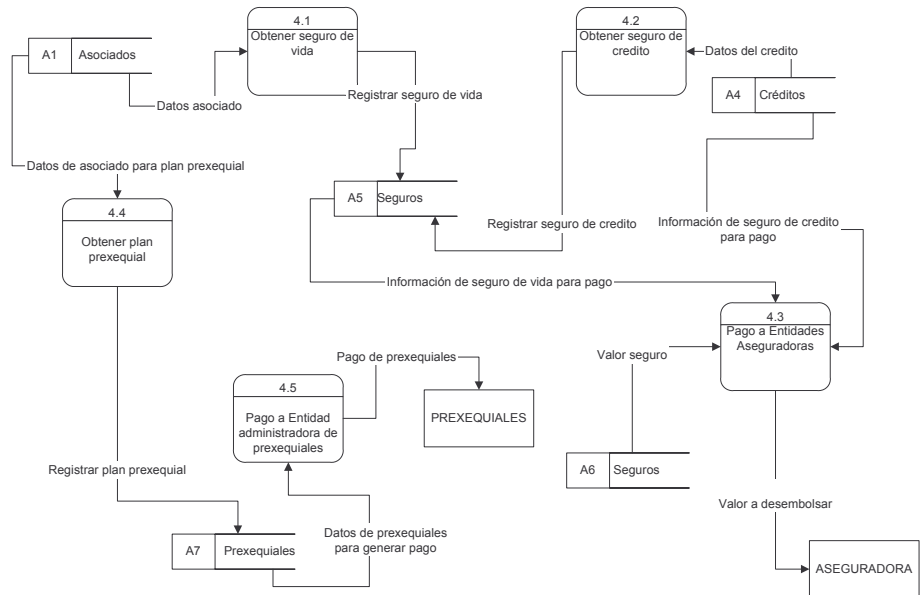 4.1
Obtener seguro de
vida
4.2
Obtener seguro de
credito
A1 Asociados
Datos del credito
Datos asociado
Registrar seguro de vida
A4 Créditos
Datos de asociado para plan prexequial
A5 Seguros
4.4
Obtener plan
prexequial
Registrar seguro de credito
Información de seguro de credito
para pago
Información de seguro de vida para pago
4.3
Pago a Entidades
Aseguradoras
Pago de prexequiales
Valor seguro
4.5
Pago a Entidad
administradora de
prexequiales
PREXEQUIALES
Registrar plan prexequial
A6 Seguros
Valor a desembolsar
A7 Prexequiales
Datos de prexequiales
para generar pago
ASEGURADORA